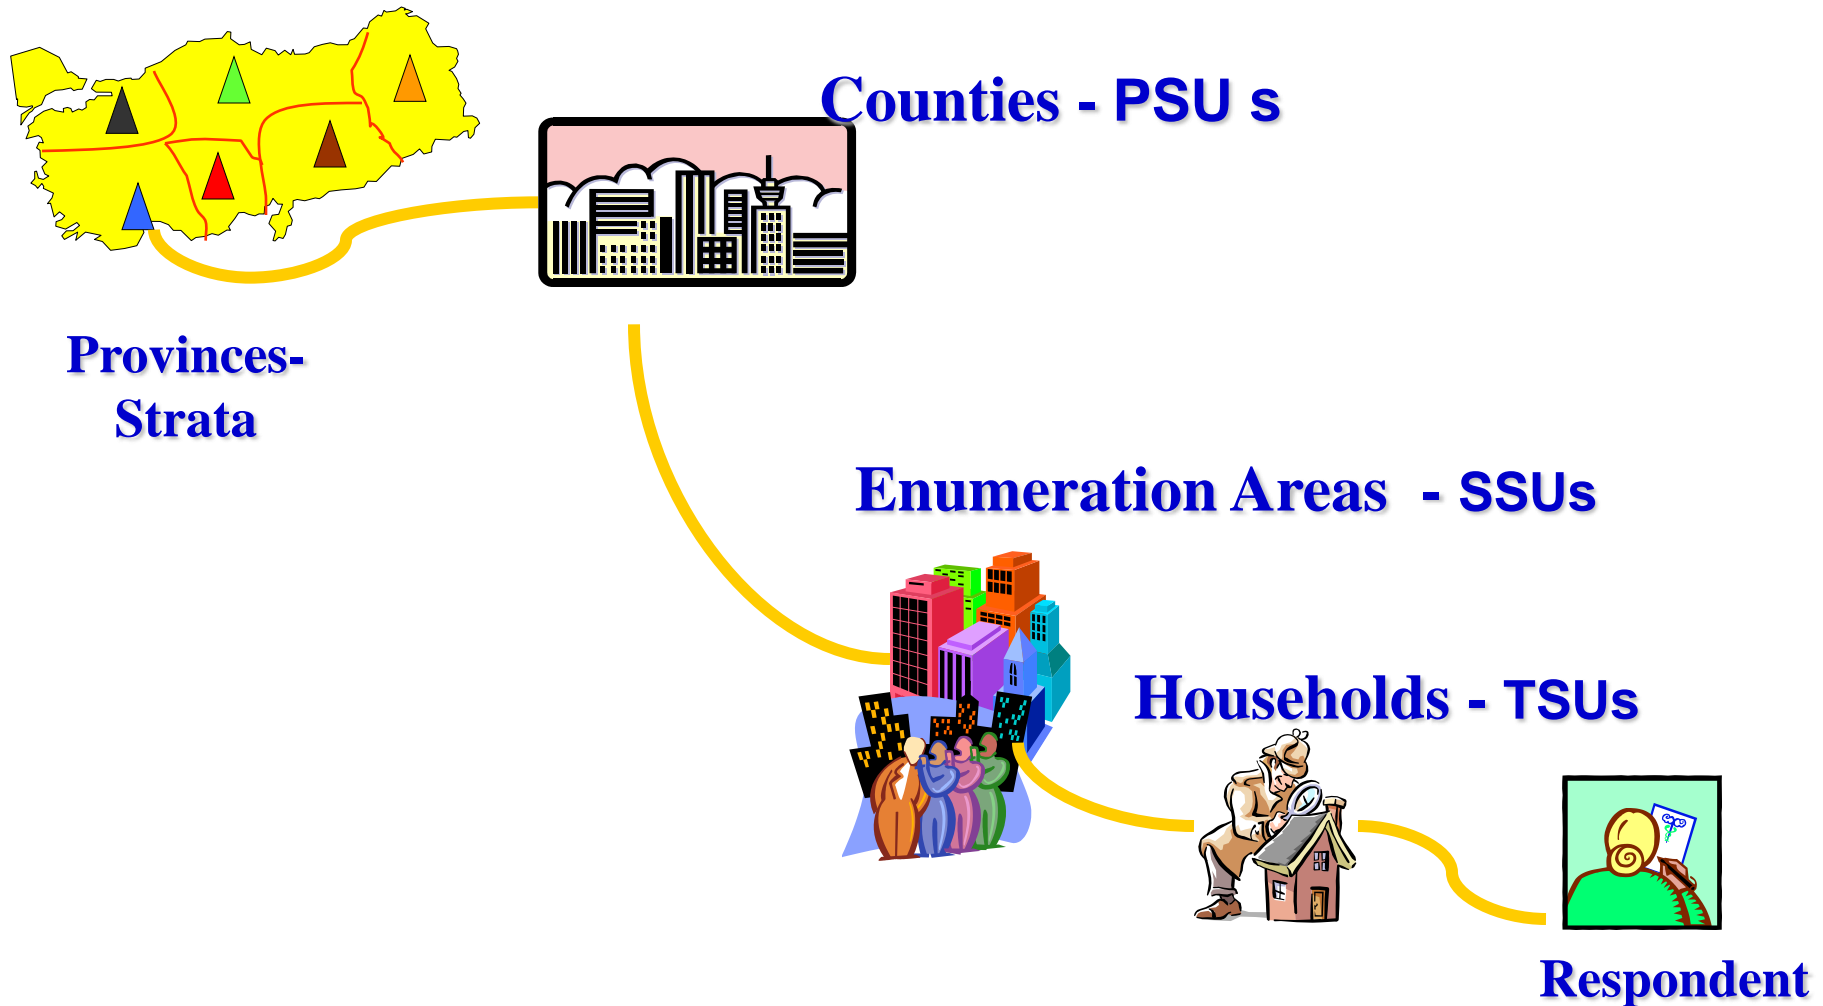 Counties - PSU s
Provinces-
Strata
Enumeration Areas - SSUs
Households - TSUs
Respondent